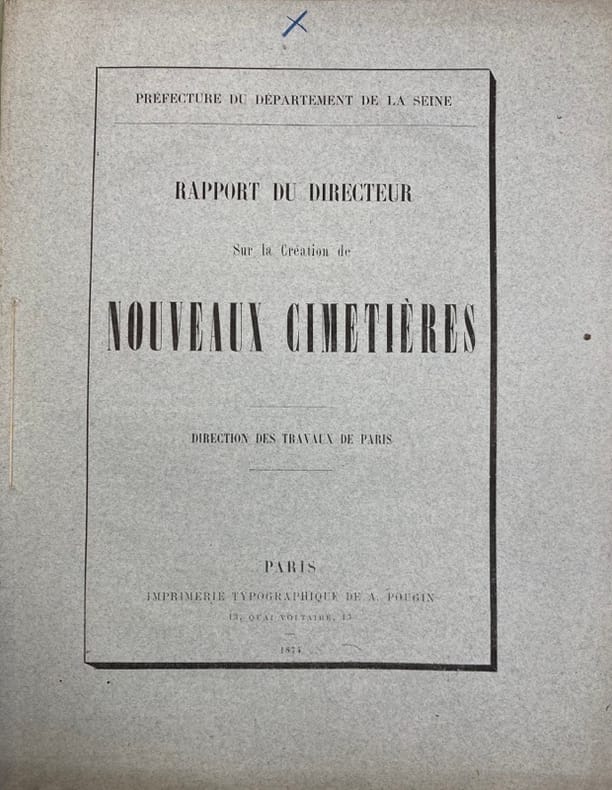 PRÉFECTURE DU DÉPARTEMENT DE LA SEINE
RAPPORT DU DIRECTEUR
Sur la Création de
NOUVEAUX CIMETIÈRES
DIRECTION DES TRAVAUX DE PARIS
PARIS
IMPRIMERIE TYPOGRAPHIQUE DE A. POUGIN
13, QUAI VOLTAIRE, 13
1874